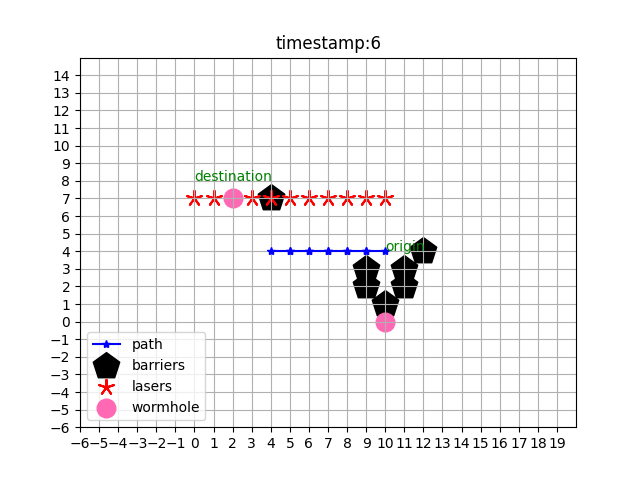 timestamp:6
14
13
12
11
10
9
8
7
6
5
4
3
2
1
0
−1
−2
−3
−4
−5
−6
destination
origin
path
barriers
lasers
wormhole
−6 −5 −4 −3 −2 −1 0 1 2 3 4 5 6 7 8 9 10 11 12 13 14 15 16 17 18 19